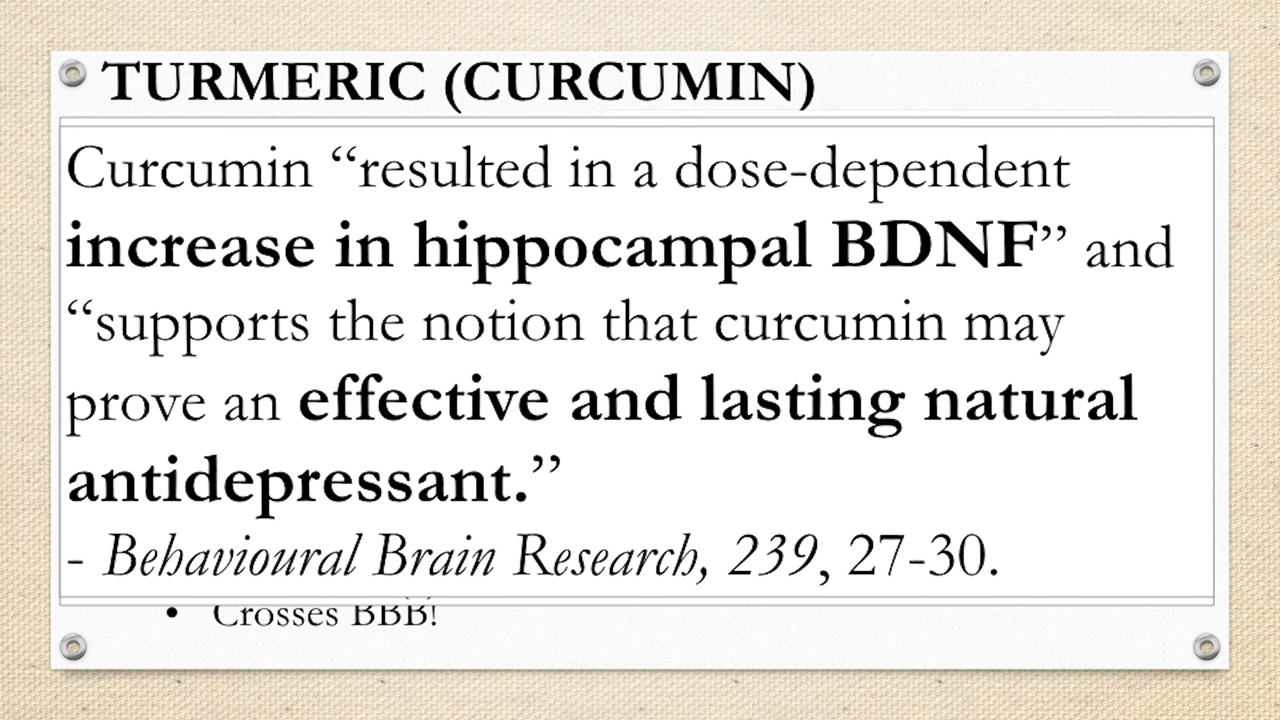 TURMERIC (CURCUMIN)
Curcumin “resulted in a dose-dependent
increase in hippocampal BDNF” and
“supports the notion that curcumin may
prove an effective and lasting natural
antidepressant.”
- Behavioural Brain Research, 239, 27-30.
• Crosses BBB!